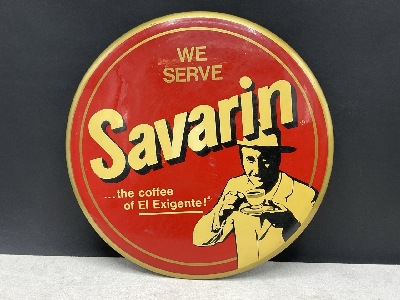 WE
SERVE
Savarin
...the coffee
of El Exigente!